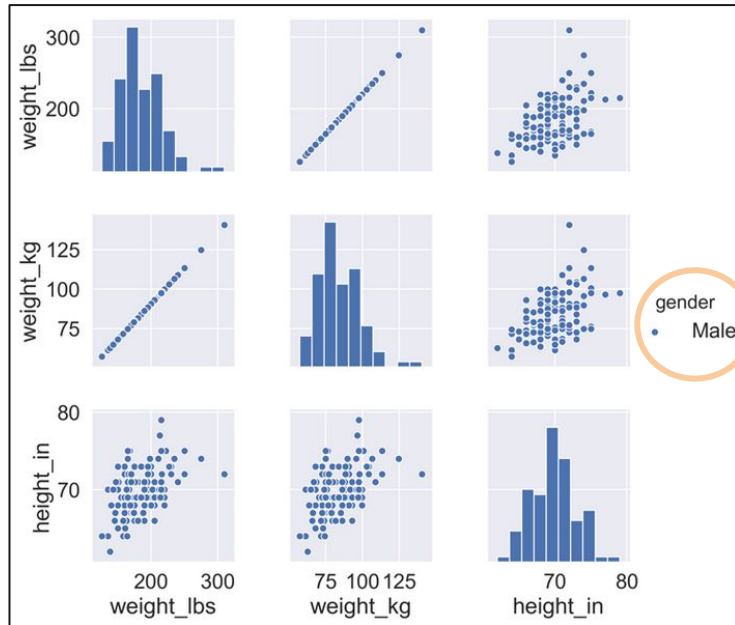 300
200
weight_lbs
125
100
75
weight_kg
gender
Male
80
70
height_in
200 300
75 100 125
70 80
weight_lbs
weight_kg
height_in